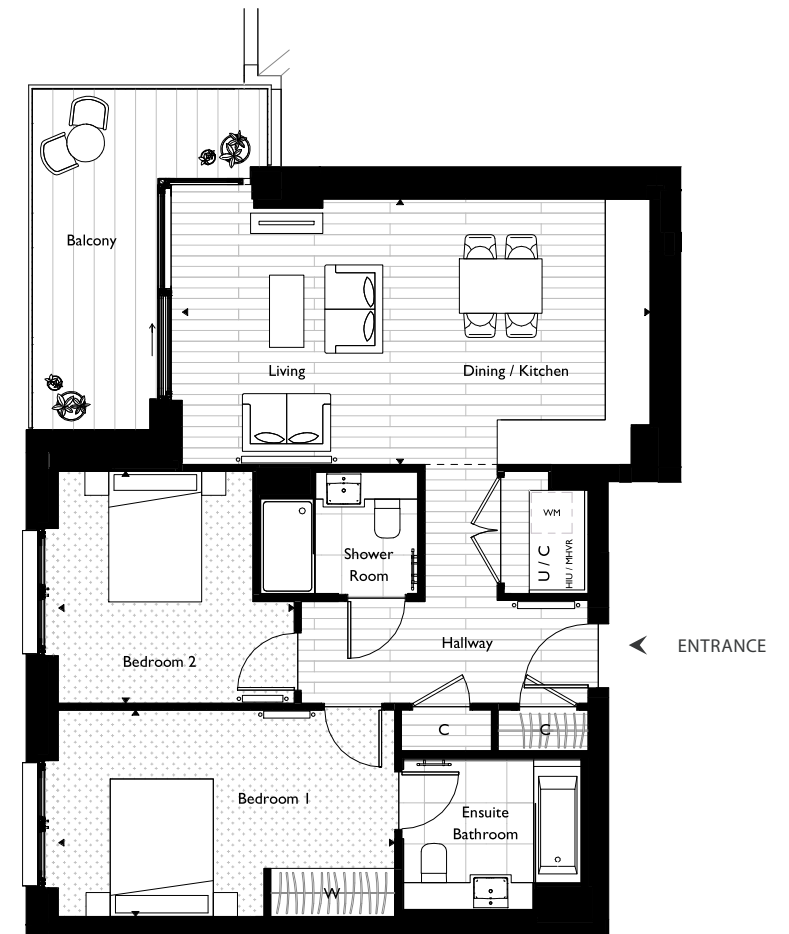 Balcony
Living
Dining / Kitchen
WM
U / C
HIU / MHVR
Shower
Room
Hallway
ENTRANCE
Bedroom 2
C
C
Bedroom 1
Ensuite
Bathroom
W